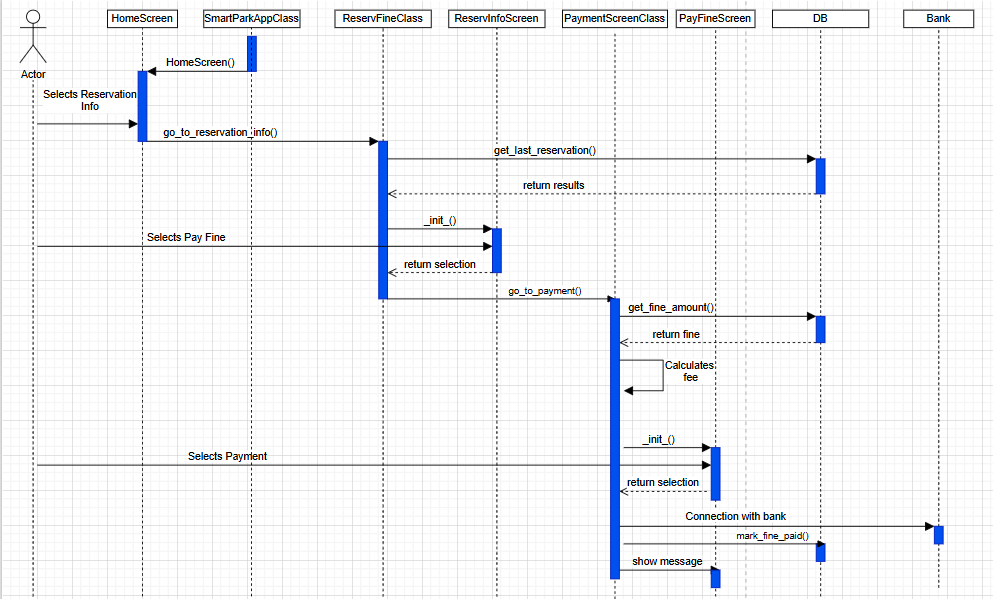 HomeScreen
SmartParkAppClass
ReservFineClass
ReservInfoScreen
PaymentScreenClass
PayFineScreen
DB
Bank
Actor
HomeScreen()
Selects Reservation
Info
go_to_reservation_info()
get_last_reservation()
return results
_init_()
Selects Pay Fine
return selection
go_to_payment()
get_fine_amount()
return fine
Calculates
fee
_init_()
Selects Payment
return selection
Connection with bank
mark_fine_paid()
show message